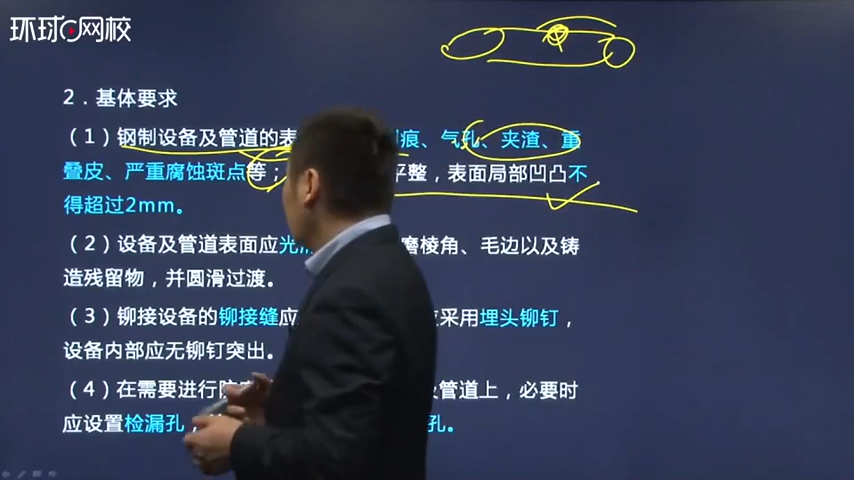 环球网校
2．基体要求
（1）钢制设备及管道的表 痕、气孔、夹渣、重
叠皮、严重腐蚀斑点等； 平整，表面局部凹凸不
得超过2mm。
（2）设备及管道表面应光 磨棱角、毛边以及铸
造残留物，并圆滑过渡。
（3）铆接设备的铆接缝应 采用埋头铆钉，
设备内部应无铆钉突出。
（4）在需要进行防 管道上，必要时
应设置检漏孔， 孔。